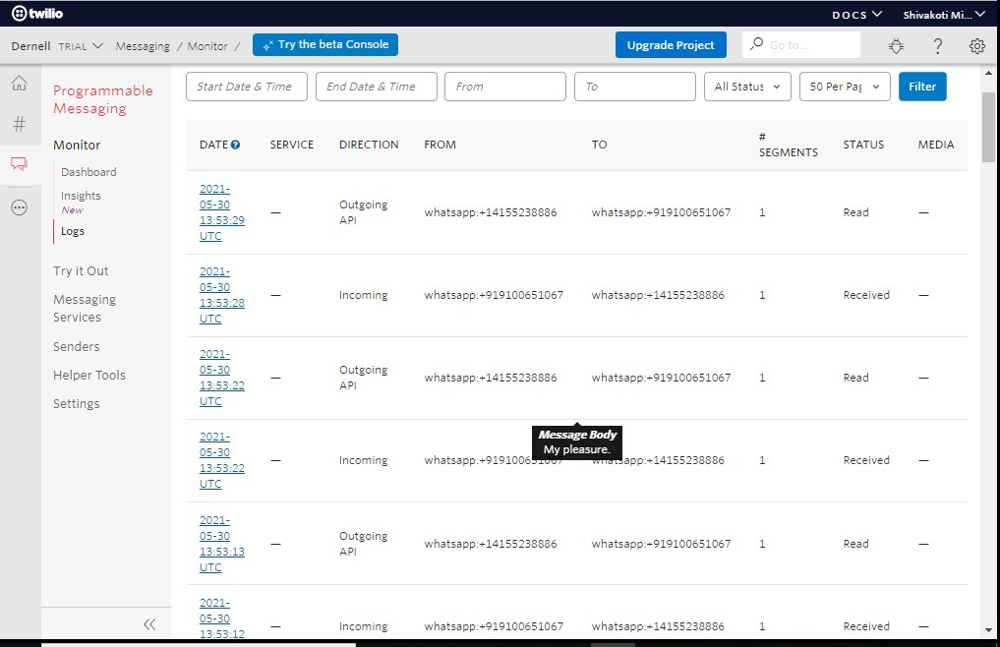 twilio
DOCS
Shivakoti Mi...
Dernell TRIAL Messaging / Monitor /
Try the beta Console
Upgrade Project
Go to...
?
Programmable
Messaging
Monitor
Dashboard
Insights
New
Logs
Try it Out
Messaging
Services
Senders
Helper Tools
Settings
Start Date & Time End Date & Time From To All Status 50 Per Pag Filter
DATE ? SERVICE DIRECTION FROM TO # SEGMENTS STATUS MEDIA
2021-
05-30
13:53:29
UTC
— Outgoing
API
whatsapp:+14155238886 whatsapp:+919100651067 1 Read —
2021-
05-30
13:53:28
UTC
— Incoming whatsapp:+919100651067 whatsapp:+14155238886 1 Received —
2021-
05-30
13:53:22
UTC
— Outgoing
API
whatsapp:+14155238886 whatsapp:+919100651067 1 Read —
Message Body
My pleasure.
2021-
05-30
13:53:22
UTC
— Incoming whatsapp:+919100651067 whatsapp:+14155238886 1 Received —
2021-
05-30
13:53:13
UTC
— Outgoing
API
whatsapp:+14155238886 whatsapp:+919100651067 1 Read —
2021-
05-30
13:53:12
— Incoming whatsapp:+919100651067 whatsapp:+14155238886 1 Received —